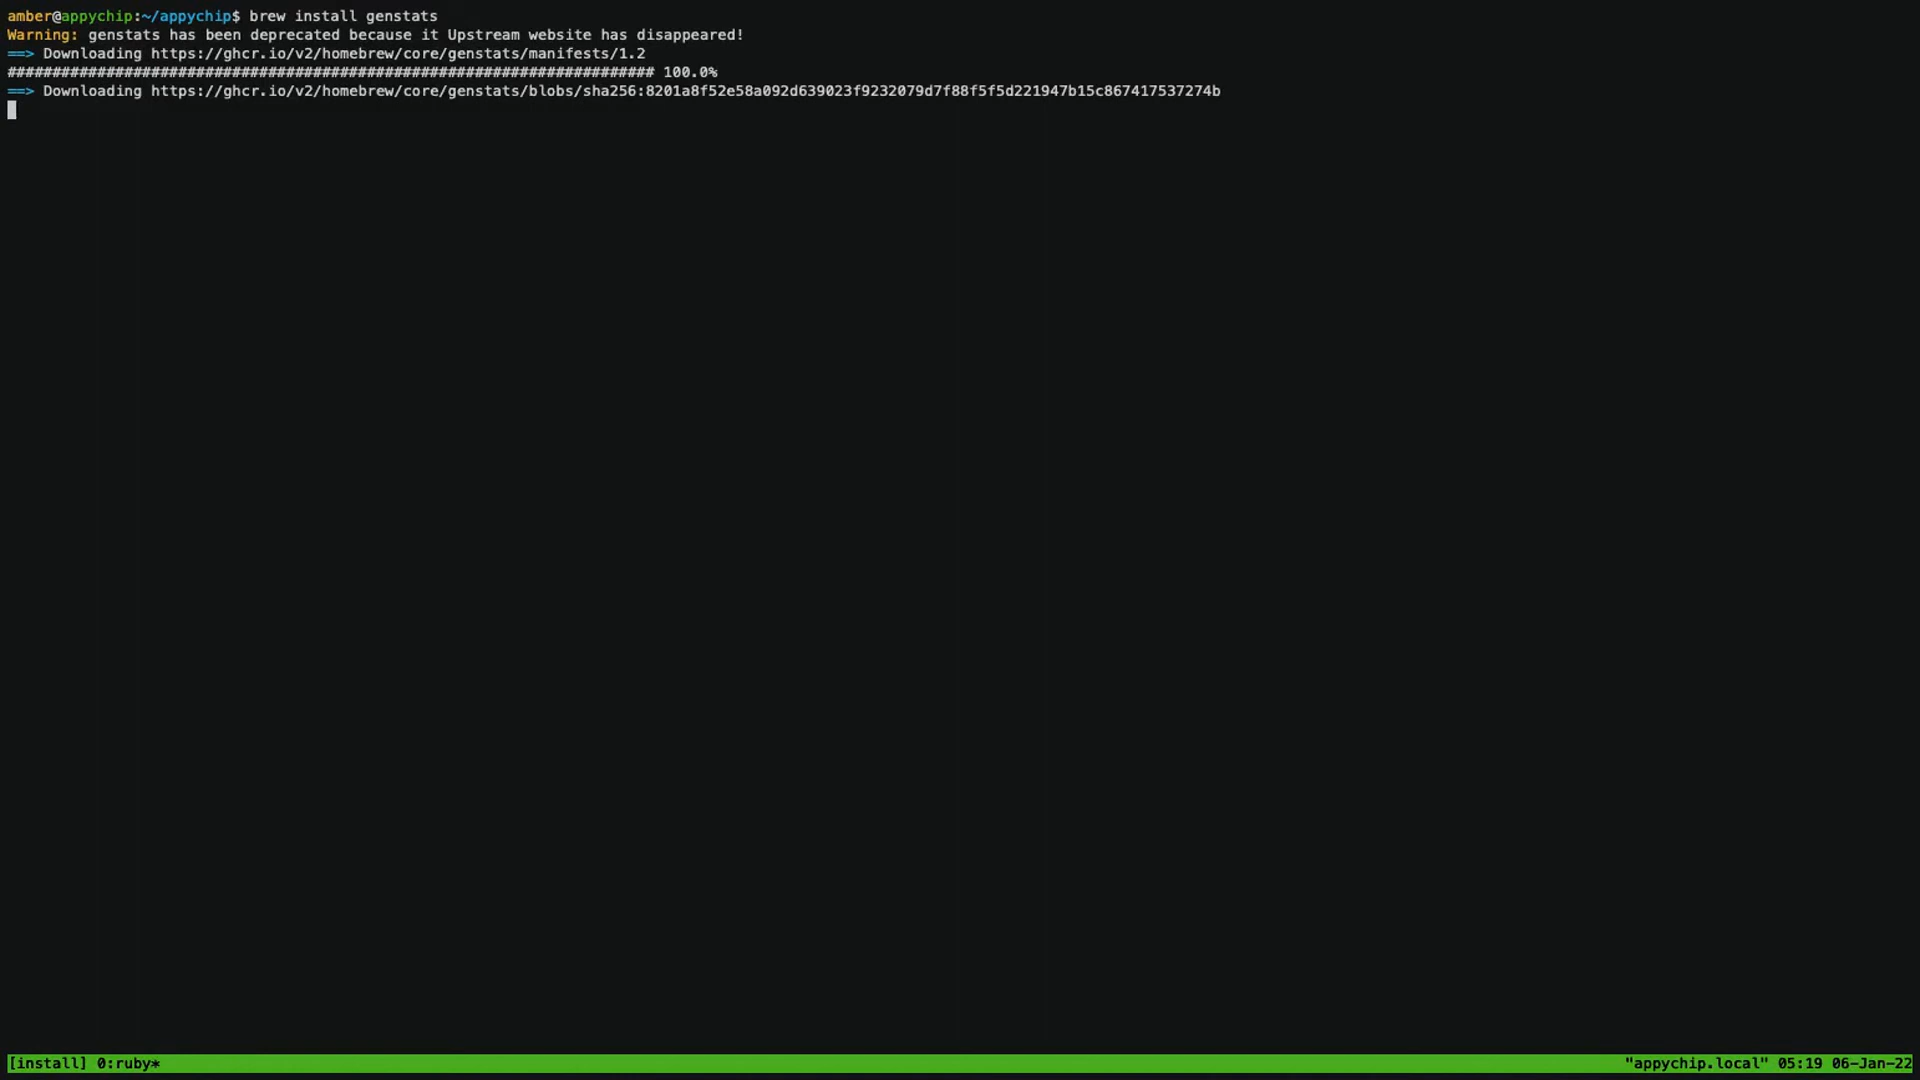 amber@appychip:~/appychip$ brew install genstats
Warning: genstats has been deprecated because it Upstream website has disappeared!
==> Downloading https://ghcr.io/v2/homebrew/core/genstats/manifests/1.2
######################################################################## 100.0%
==> Downloading https://ghcr.io/v2/homebrew/core/genstats/blobs/sha256:8201a8f52e58a092d639023f9232079d7f88f5f5d221947b15c867417537274b
[install] 0:ruby* "appychip.local" 05:19 06-Jan-22